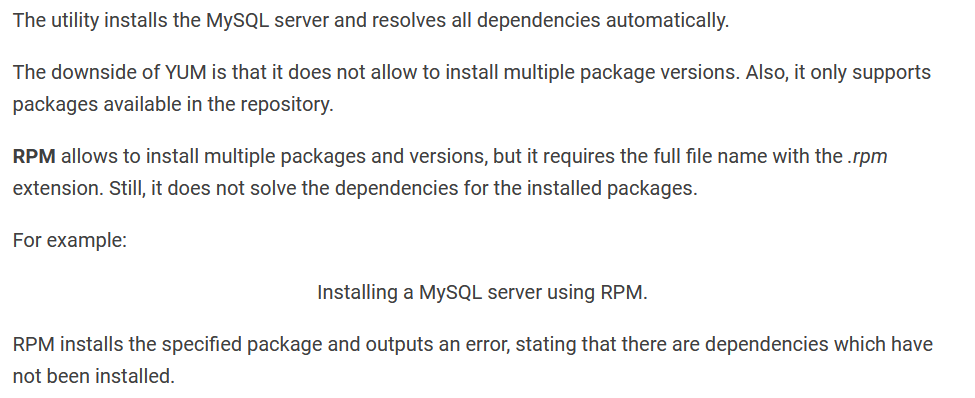 The utility installs the MySQL server and resolves all dependencies automatically.
The downside of YUM is that it does not allow to install multiple package versions. Also, it only supports
packages available in the repository.
RPM allows to install multiple packages and versions, but it requires the full file name with the .rpm
extension. Still, it does not solve the dependencies for the installed packages.
For example:
Installing a MySQL server using RPM.
RPM installs the specified package and outputs an error, stating that there are dependencies which have
not been installed.